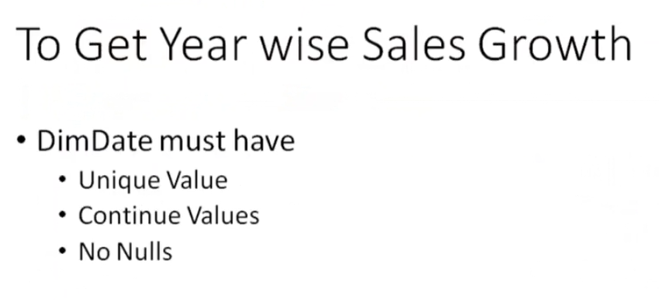 To Get Year wise Sales Growth
• DimDate must have
• Unique Value
• Continue Values
• No Nulls